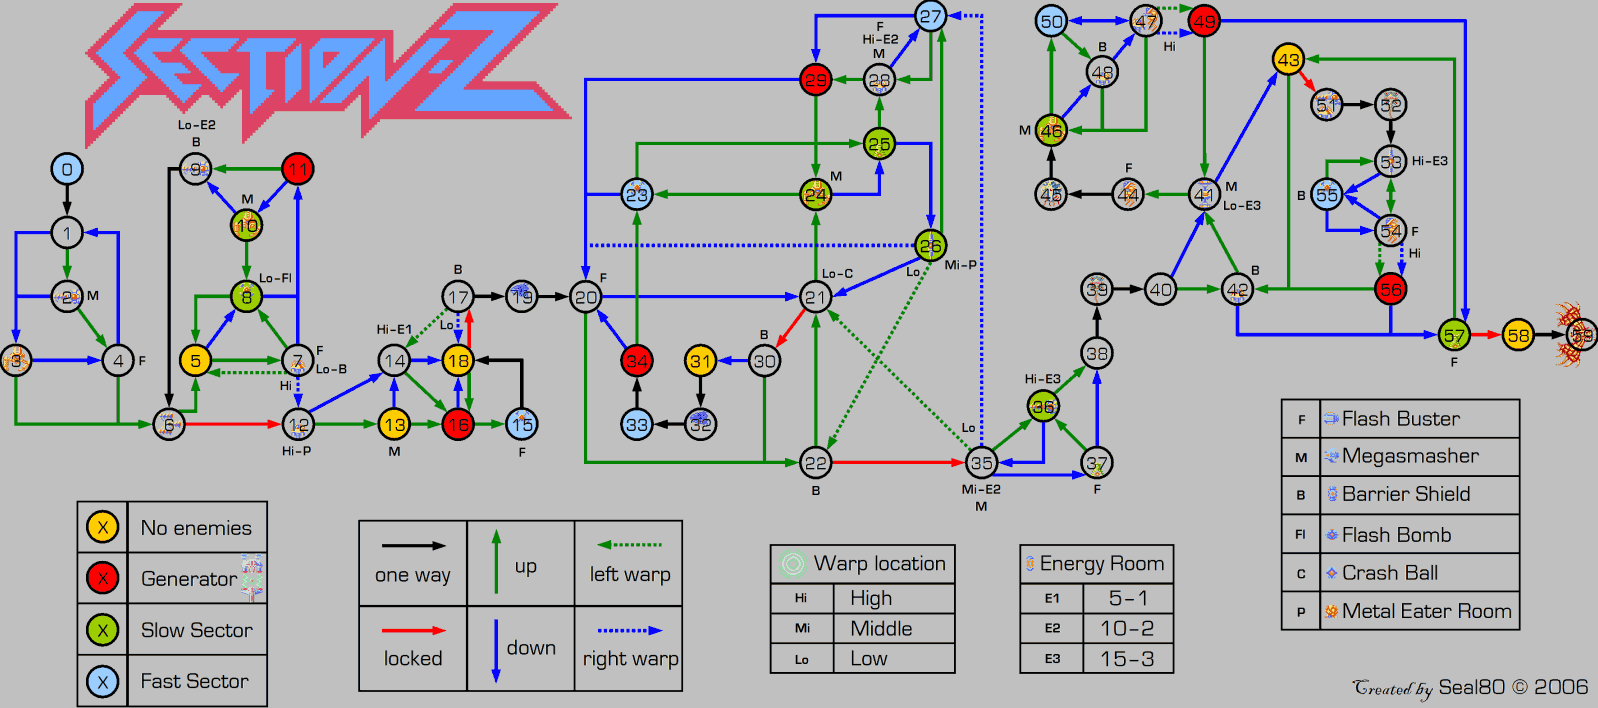 SECTION-Z
0
1
2 M
3
4 F
Lo-E2
B
9
11
M
10
Lo-Fl
8
5
7
F
Lo-B
Hi
6
12
Hi-P
B
17
19
Lo
Hi-E1
14
18
13
M
16
15
F
27
F
Hi-E2
M
29
28
25
23
24
M
26
Lo
Mi-P
F
20
Lo-C
21
B
34
31
30
33
32
22
B
Lo
35
Mi-E2
M
Hi-E3
36
37
F
38
39
40
50
47
49
Hi
B
48
M 46
45
F
44
41
M
Lo-E3
B
42
43
51
52
53 Hi-E3
B 55
54 F
Hi
56
57
F
58
59
X No enemies
X Generator
X Slow Sector
X Fast Sector
one way
up
left warp
locked
down
right warp
Warp location
Hi High
Mi Middle
Lo Low
Energy Room
E1 5-1
E2 10-2
E3 15-3
F Flash Buster
M Megasmasher
B Barrier Shield
Fl Flash Bomb
C Crash Ball
P Metal Eater Room
Created by Seal80 © 2006